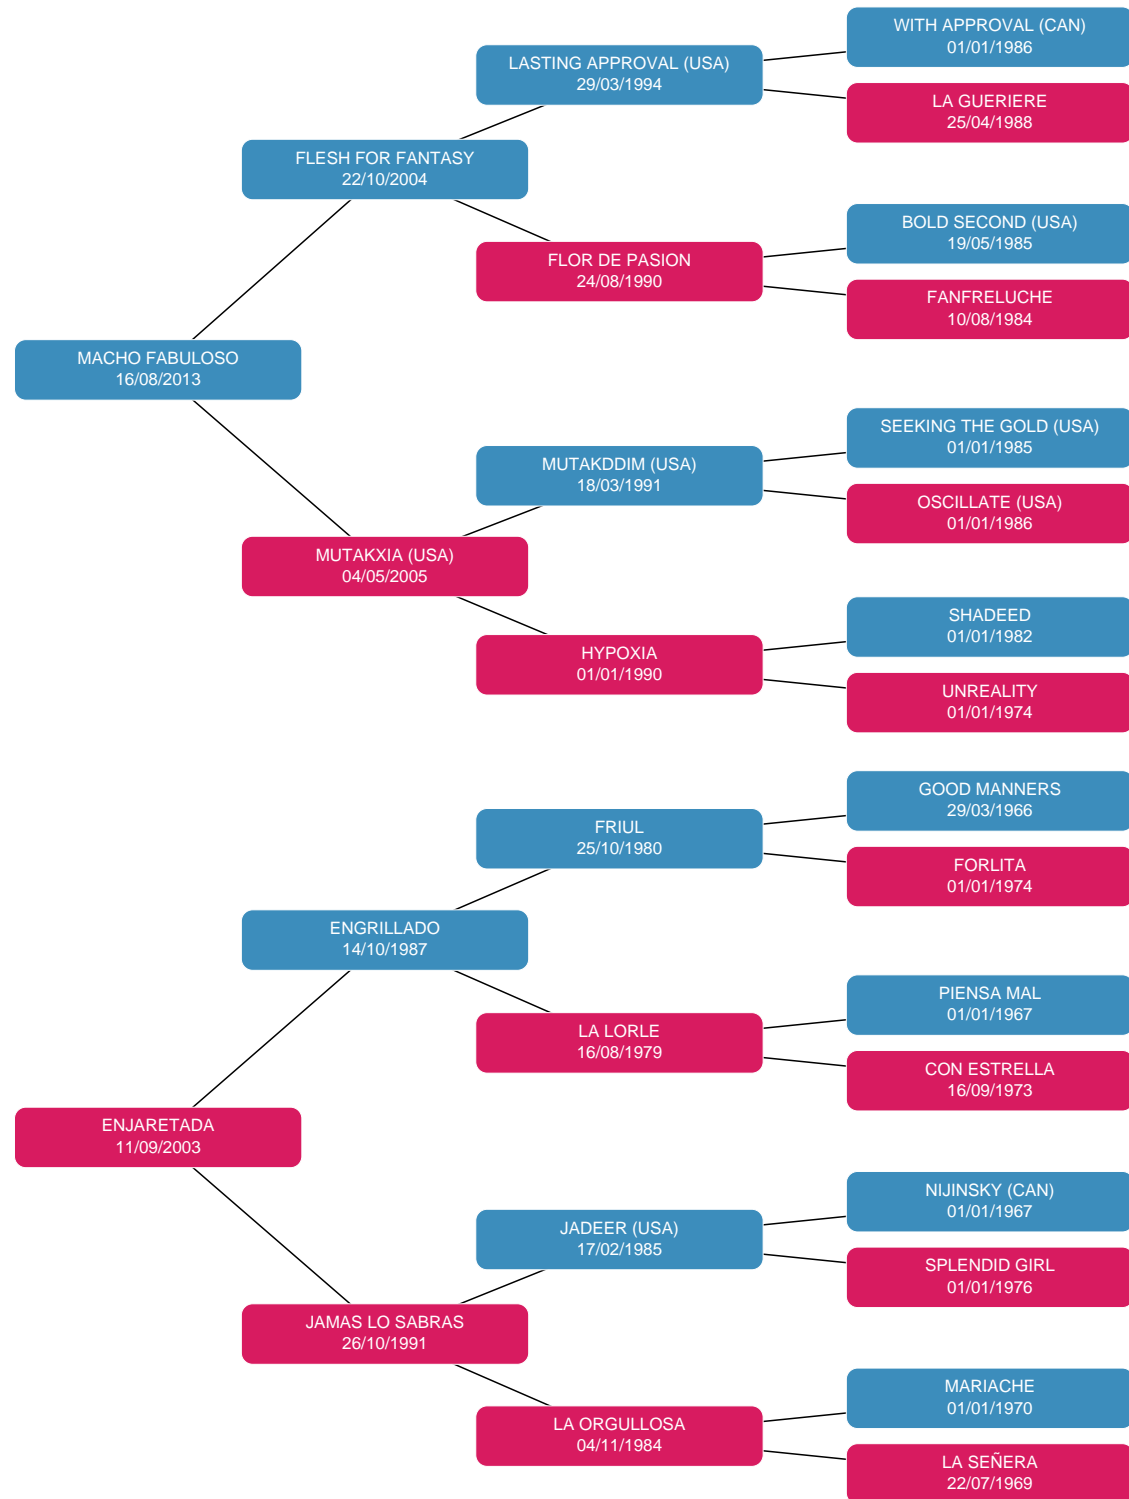 WITH APPROVAL (CAN)
01/01/1986
LASTING APPROVAL (USA)
29/03/1994
LA GUERIERE
25/04/1988
FLESH FOR FANTASY
22/10/2004
BOLD SECOND (USA)
19/05/1985
FLOR DE PASION
24/08/1990
FANFRELUCHE
10/08/1984
MACHO FABULOSO
16/08/2013
SEEKING THE GOLD (USA)
01/01/1985
MUTAKDDIM (USA)
18/03/1991
OSCILLATE (USA)
01/01/1986
MUTAKXIA (USA)
04/05/2005
SHADEED
01/01/1982
HYPOXIA
01/01/1990
UNREALITY
01/01/1974
GOOD MANNERS
29/03/1966
FRIUL
25/10/1980
FORLITA
01/01/1974
ENGRILLADO
14/10/1987
PIENSA MAL
01/01/1967
LA LORLE
16/08/1979
CON ESTRELLA
16/09/1973
ENJARETADA
11/09/2003
NIJINSKY (CAN)
01/01/1967
JADEER (USA)
17/02/1985
SPLENDID GIRL
01/01/1976
JAMAS LO SABRAS
26/10/1991
MARIACHE
01/01/1970
LA ORGULLOSA
04/11/1984
LA SEÑERA
22/07/1969